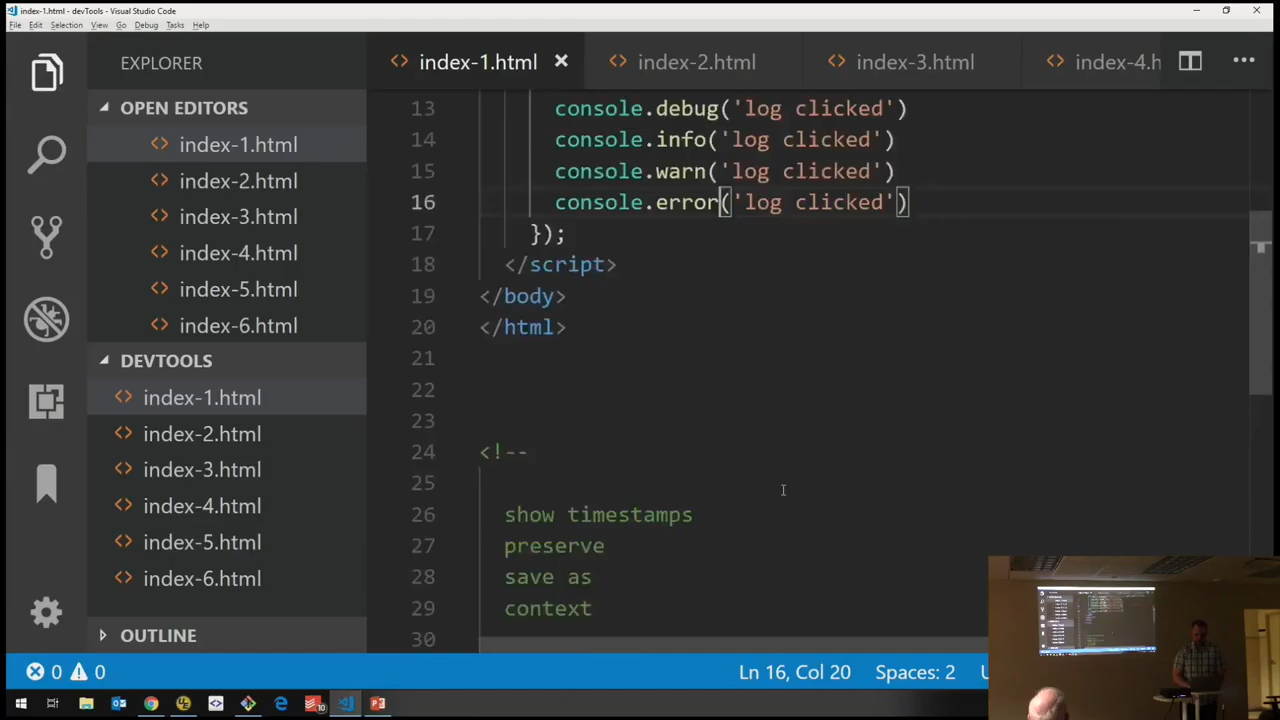 index-1.html - devTools - Visual Studio Code
File Edit Selection View Go Debug Tasks Help
EXPLORER
OPEN EDITORS
index-1.html
index-2.html
index-3.html
index-4.html
index-5.html
index-6.html
DEVTOOLS
index-1.html
index-2.html
index-3.html
index-4.html
index-5.html
index-6.html
OUTLINE
index-1.html index-2.html index-3.html index-4.h
13 console.debug('log clicked')
14 console.info('log clicked')
15 console.warn('log clicked')
16 console.error('log clicked')
17 });
18 </script>
19 </body>
20 </html>
21
22
23
24 <!--
25
26 show timestamps
27 preserve
28 save as
29 context
30
0 0 Ln 16, Col 20 Spaces: 2 U
10